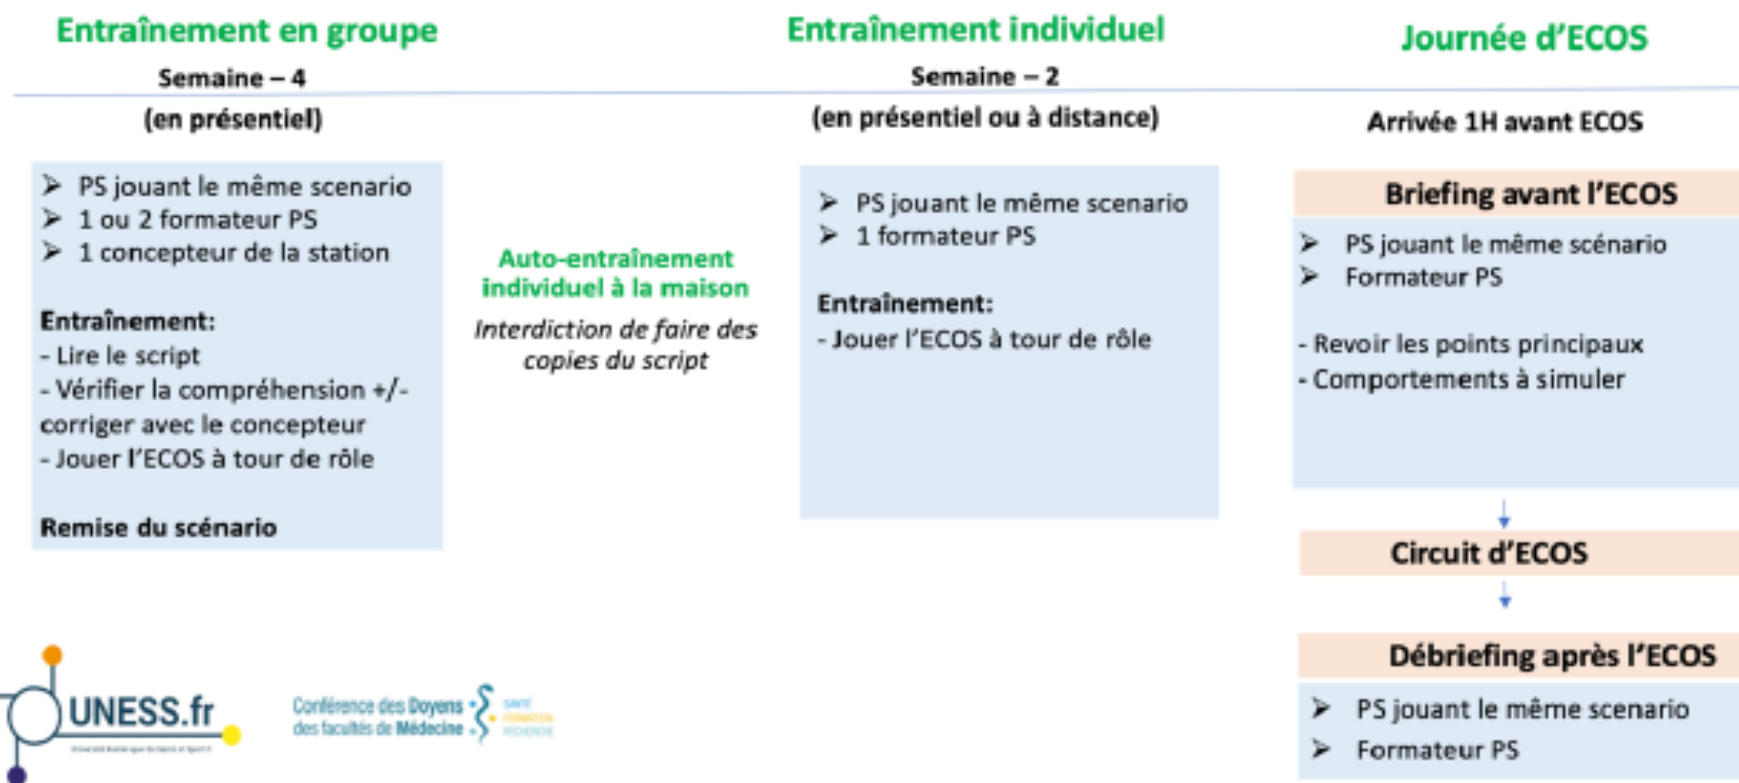 Entraînement en groupe
Semaine – 4
(en présentiel)
➤ PS jouant le même scenario
➤ 1 ou 2 formateur PS
➤ 1 concepteur de la station
Entraînement:
- Lire le script
- Vérifier la compréhension +/-
corriger avec le concepteur
- Jouer l’ECOS à tour de rôle
Remise du scénario
Auto-entraînement
individuel à la maison
Interdiction de faire des
copies du script
Entraînement individuel
Semaine – 2
(en présentiel ou à distance)
➤ PS jouant le même scenario
➤ 1 formateur PS
Entraînement:
- Jouer l’ECOS à tour de rôle
Journée d’ECOS
Arrivée 1H avant ECOS
Briefing avant l’ECOS
➤ PS jouant le même scénario
➤ Formateur PS
- Revoir les points principaux
- Comportements à simuler
Circuit d’ECOS
Débriefing après l’ECOS
➤ PS jouant le même scenario
➤ Formateur PS
UNESS.fr
Conférence des Doyens
des facultés de Médecine
SANTÉ
FORMATION
RECHERCHE